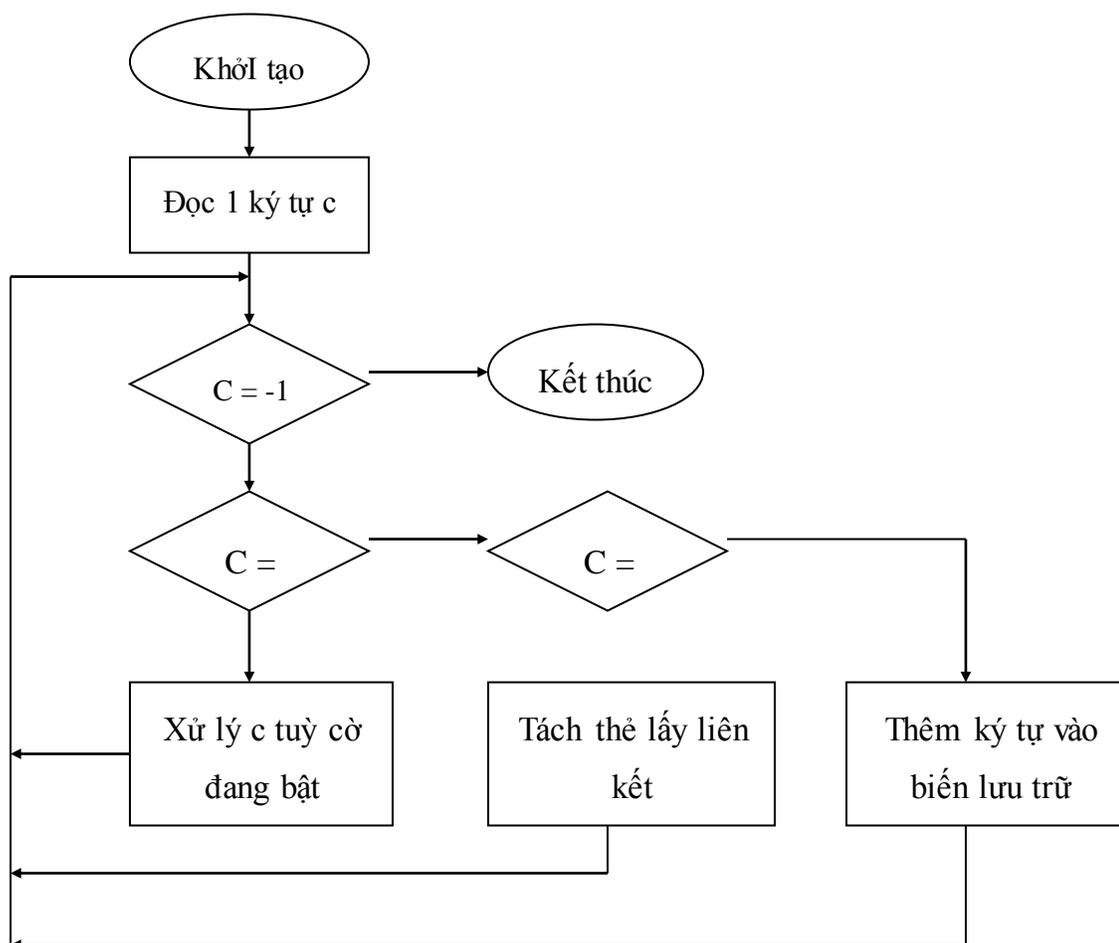 KhởI tạo
Đọc 1 ký tự c
C = -1
Kết thúc
C =
C =
Xử lý c tuỳ cờ
đang bật
Tách thẻ lấy liên
kết
Thêm ký tự vào
biến lưu trữ